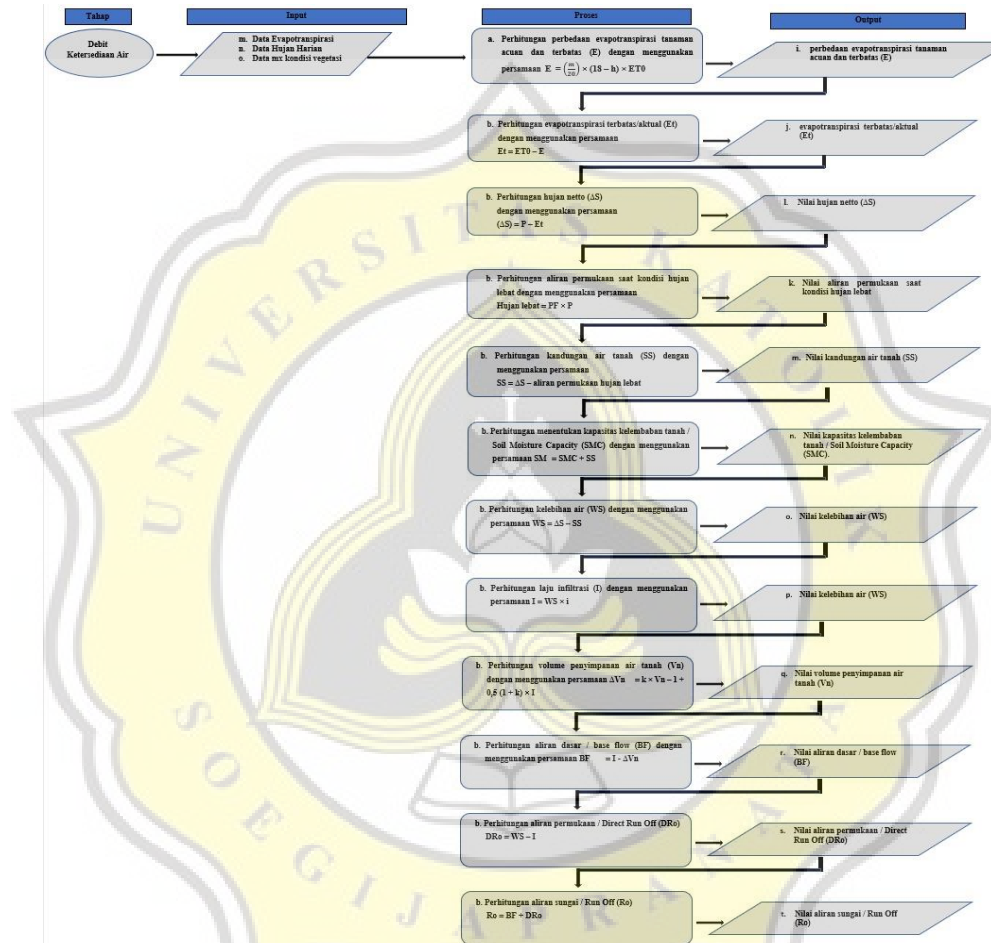 Tahap
Input
Proses
Output
Debit
Ketersediaan Air
m. Data Evapotranspirasi
n. Data Hujan Harian
o. Data mx kondisi vegetasi
a. Perhitungan perbedaan evapotranspirasi tanaman
acuan dan terbatas (E) dengan menggunakan
persamaan E = (m/20) × (18 – h) × ET0
i. perbedaan evapotranspirasi tanaman
acuan dan terbatas (E)
b. Perhitungan evapotranspirasi terbatas/aktual (Et)
dengan menggunakan persamaan
Et = ET0 – E
j. evapotranspirasi terbatas/aktual
(Et)
b. Perhitungan hujan netto (ΔS)
dengan menggunakan persamaan
(ΔS) = P – Et
l. Nilai hujan netto (ΔS)
b. Perhitungan aliran permukaan saat kondisi hujan
lebat dengan menggunakan persamaan
Hujan lebat = PF × P
k. Nilai aliran permukaan saat
kondisi hujan lebat
b. Perhitungan kandungan air tanah (SS) dengan
menggunakan persamaan
SS = ΔS – aliran permukaan hujan lebat
m. Nilai kandungan air tanah (SS)
b. Perhitungan menentukan kapasitas kelembaban tanah /
Soil Moisture Capacity (SMC) dengan menggunakan
persamaan SM = SMC + SS
n. Nilai kapasitas kelembaban
tanah / Soil Moisture Capacity
(SMC).
b. Perhitungan kelebihan air (WS) dengan menggunakan
persamaan WS = ΔS – SS
o. Nilai kelebihan air (WS)
b. Perhitungan laju infiltrasi (I) dengan menggunakan
persamaan I = WS × i
p. Nilai kelebihan air (WS)
b. Perhitungan volume penyimpanan air tanah (Vn)
dengan menggunakan persamaan ΔVn = k × Vn – 1 +
0,5 (1 + k) × I
q. Nilai volume penyimpanan air
tanah (Vn)
b. Perhitungan aliran dasar / base flow (BF) dengan
menggunakan persamaan BF = I - ΔVn
r. Nilai aliran dasar / base flow
(BF)
b. Perhitungan aliran permukaan / Direct Run Off (DRo)
DRo = WS – I
s. Nilai aliran permukaan / Direct
Run Off (DRo)
b. Perhitungan aliran sungai / Run Off (Ro)
Ro = BF + DRo
t. Nilai aliran sungai / Run Off
(Ro)
UNIVERSITAS KATOLIK
SOEGIJAPRANATA